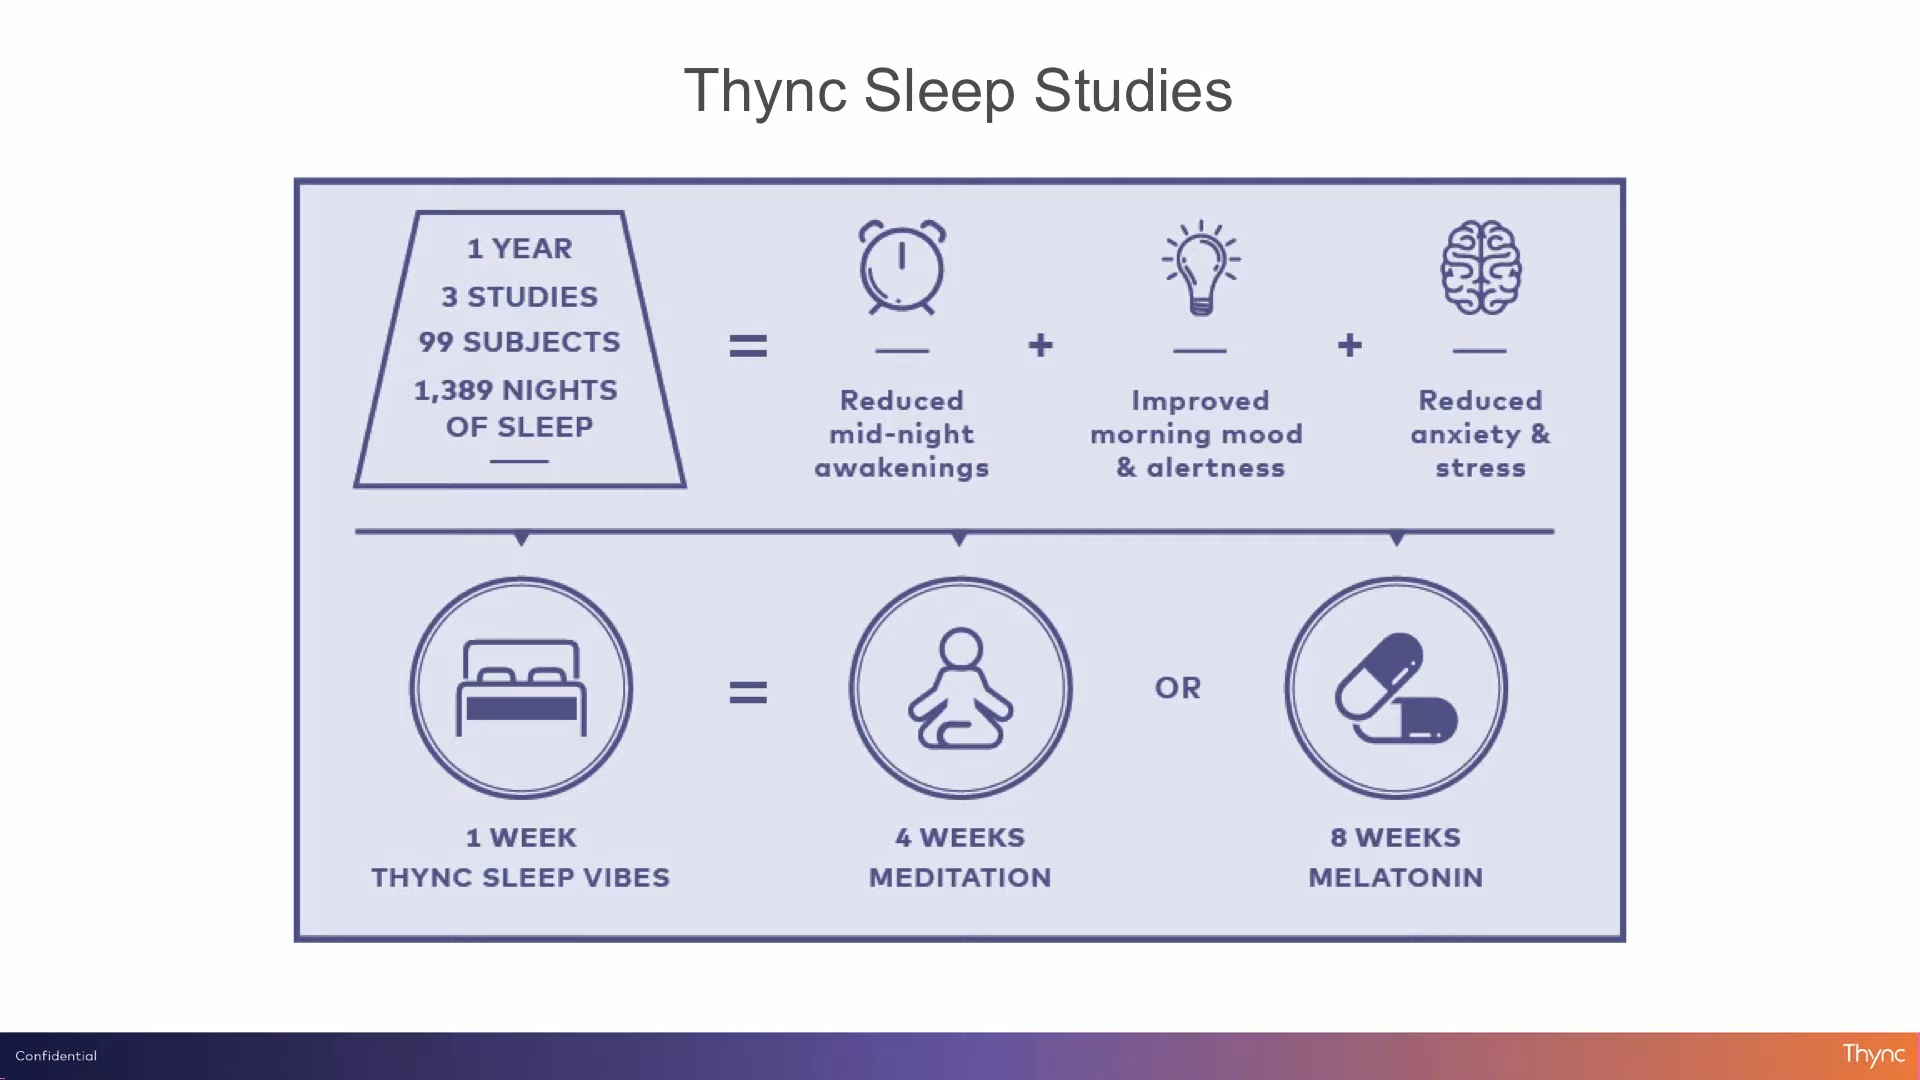 Thync Sleep Studies
1 YEAR
3 STUDIES
99 SUBJECTS
1,389 NIGHTS
OF SLEEP
=
Reduced
mid-night
awakenings
+
Improved
morning mood
& alertness
+
Reduced
anxiety &
stress
1 WEEK
THYNC SLEEP VIBES
=
4 WEEKS
MEDITATION
OR
8 WEEKS
MELATONIN
Confidential
Thync